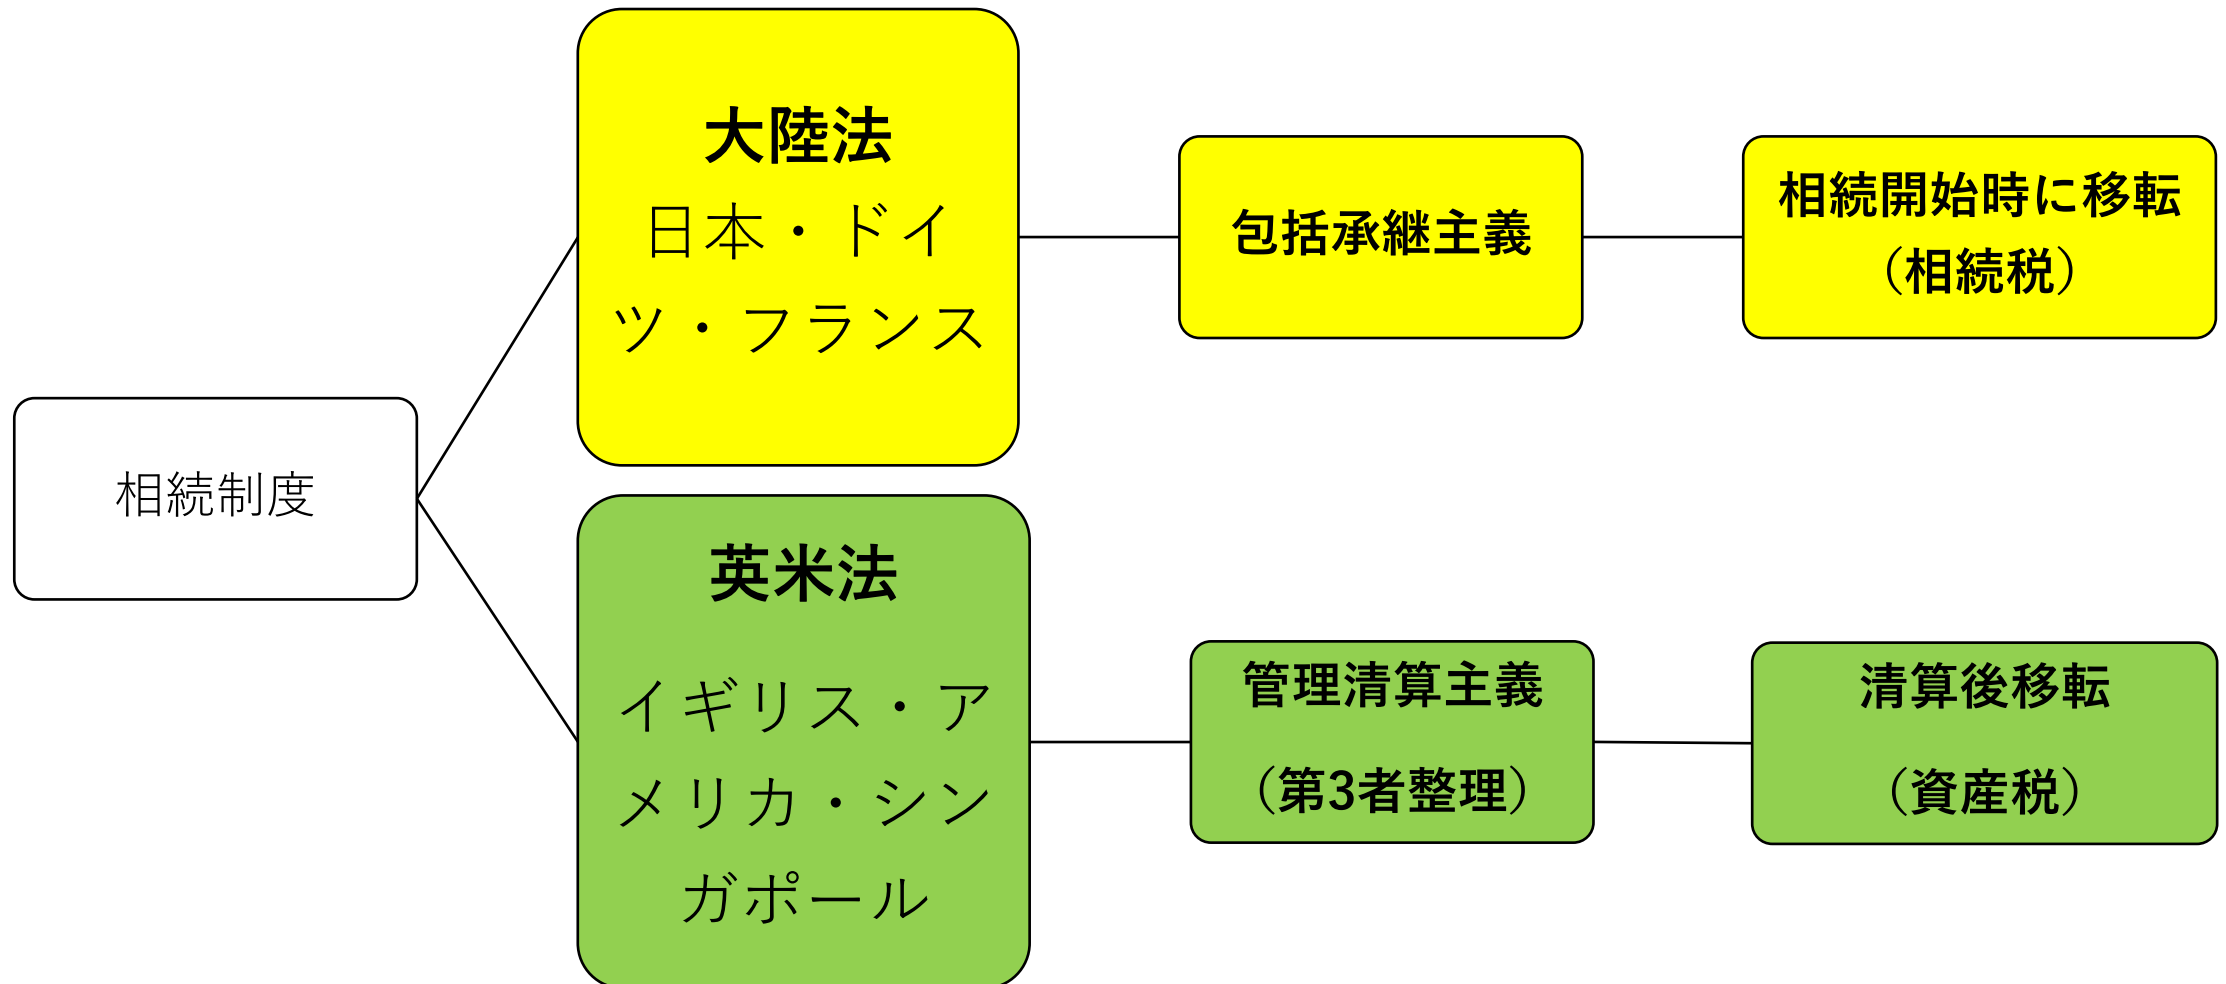 相続制度
大陸法
日本・ドイ
ツ・フランス
包括承継主義
相続開始時に移転
（相続税）
英米法
イギリス・ア
メリカ・シン
ガポール
管理清算主義
（第3者整理）
清算後移転
（資産税）